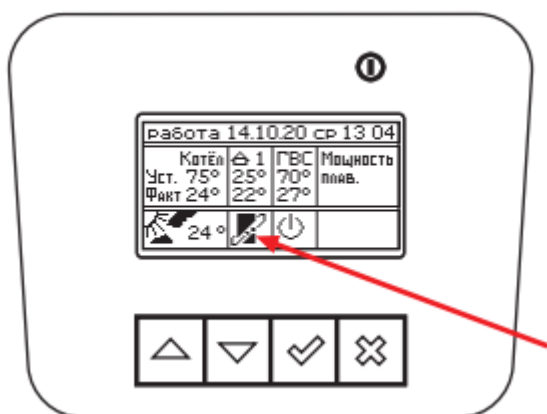 работа 14.10.20 ср 13 04
Котёл 1 ГВС Мощность
Уст. 75° 25° 70° плав.
Факт 24° 22° 27°
24°